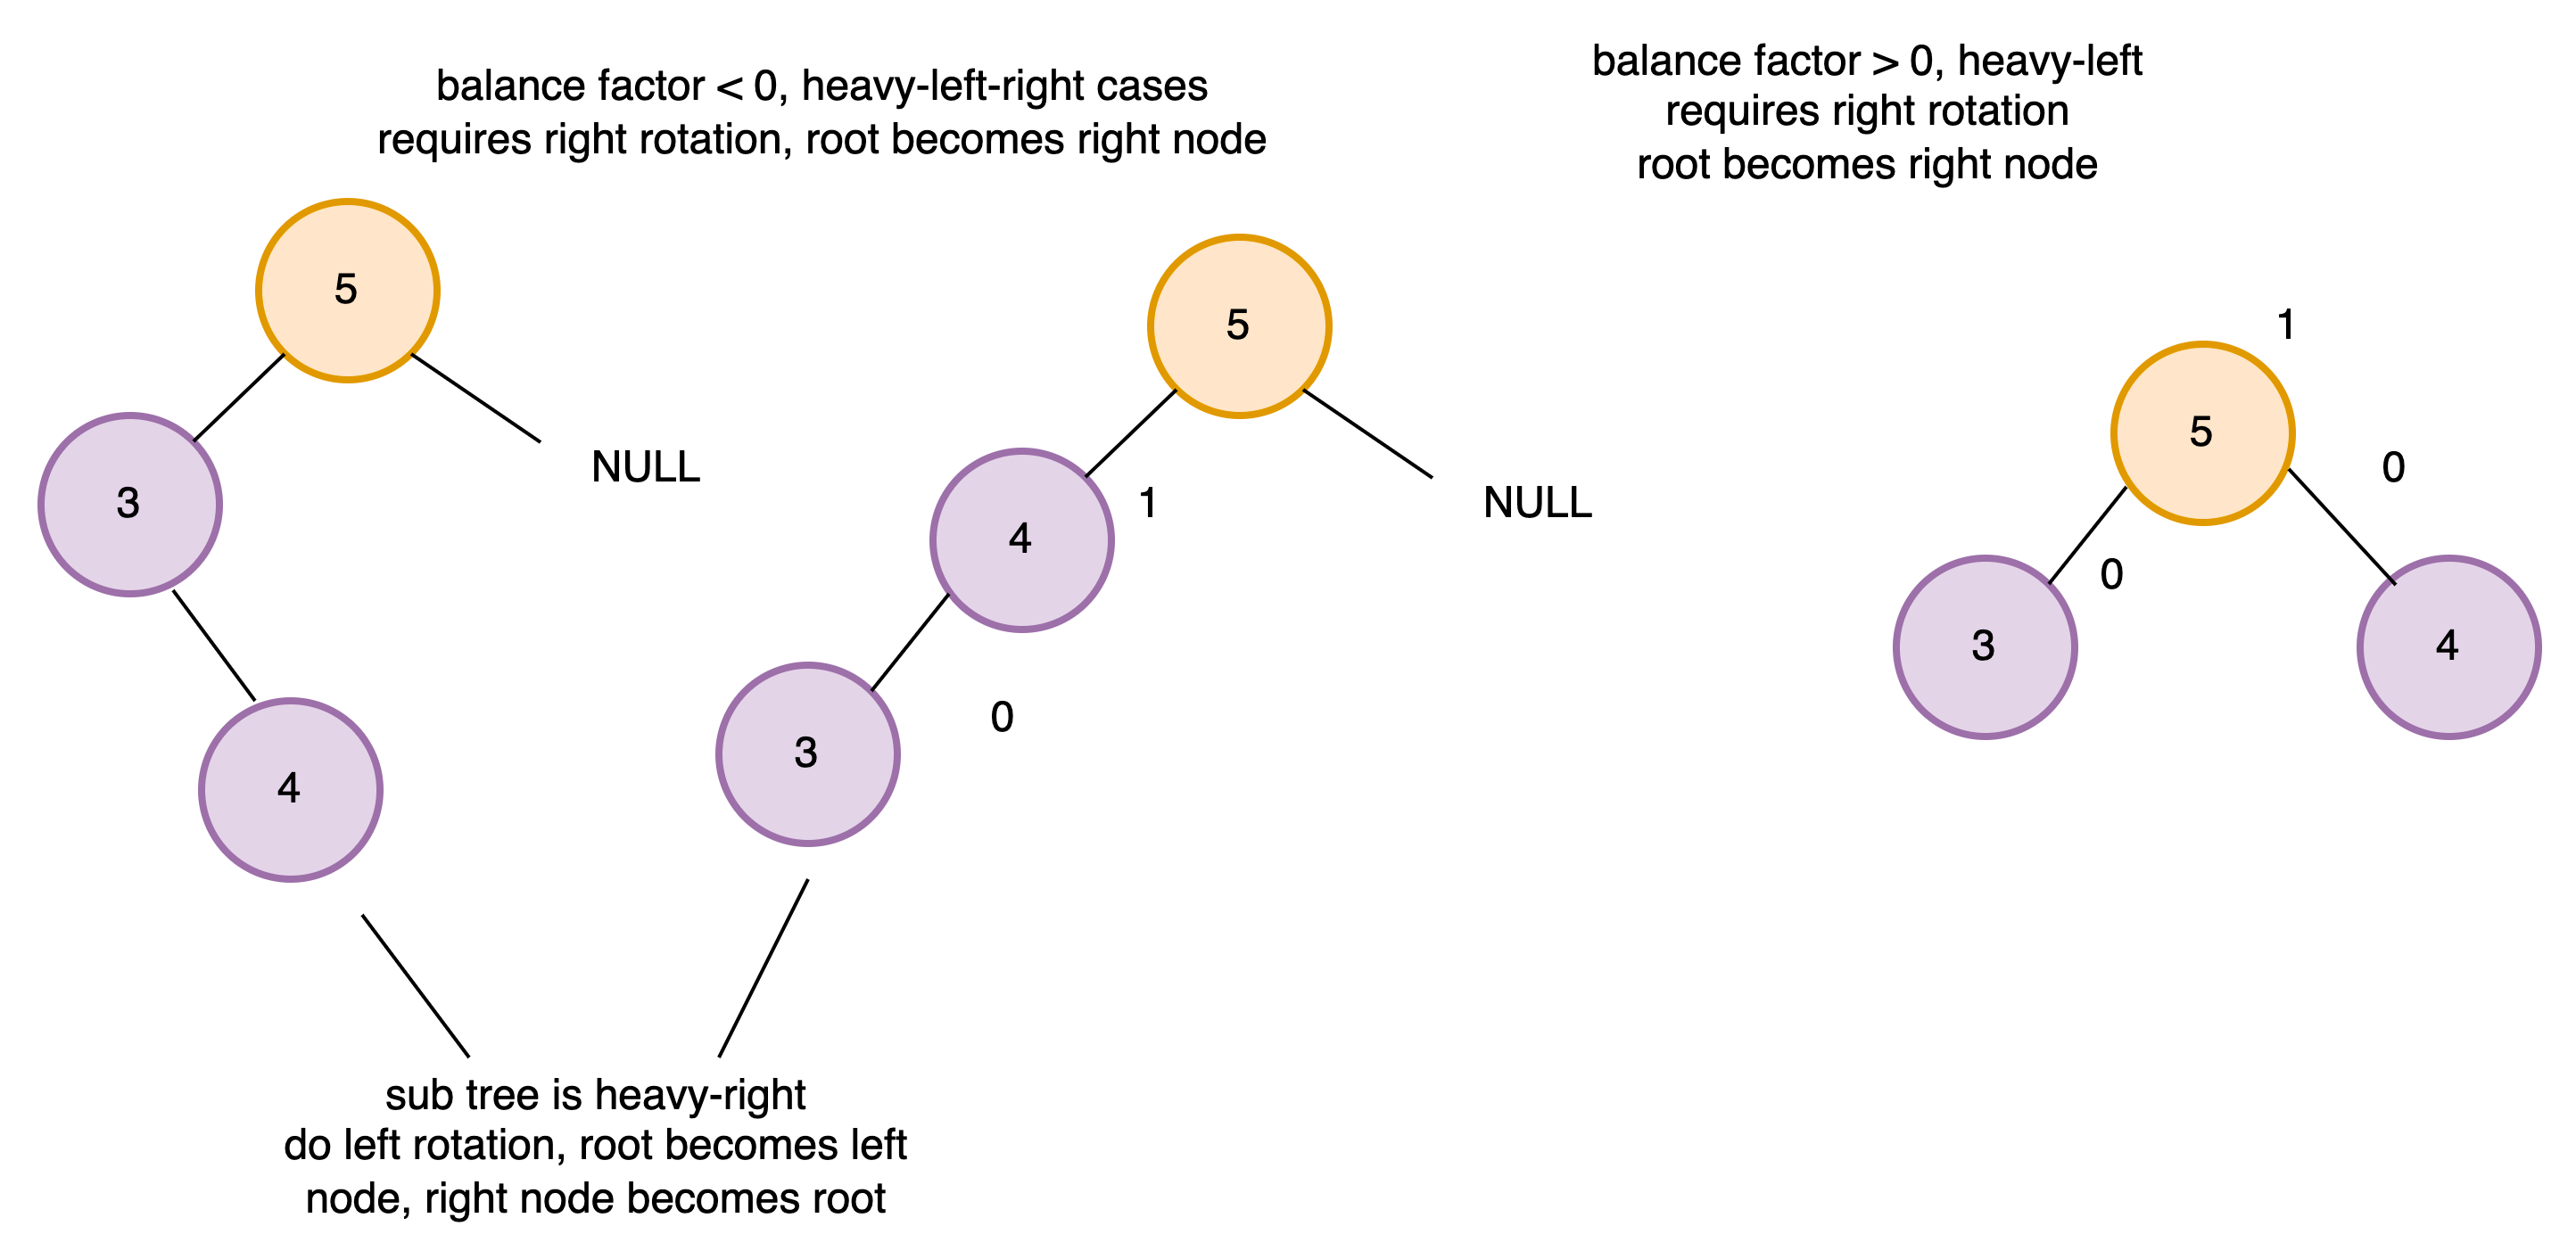 balance factor < 0, heavy-left-right cases
requires right rotation, root becomes right node
5
3
NULL
4
5
4
1
NULL
3
0
sub tree is heavy-right
do left rotation, root becomes left
node, right node becomes root
balance factor > 0, heavy-left
requires right rotation
root becomes right node
1
5
0
0
3
4